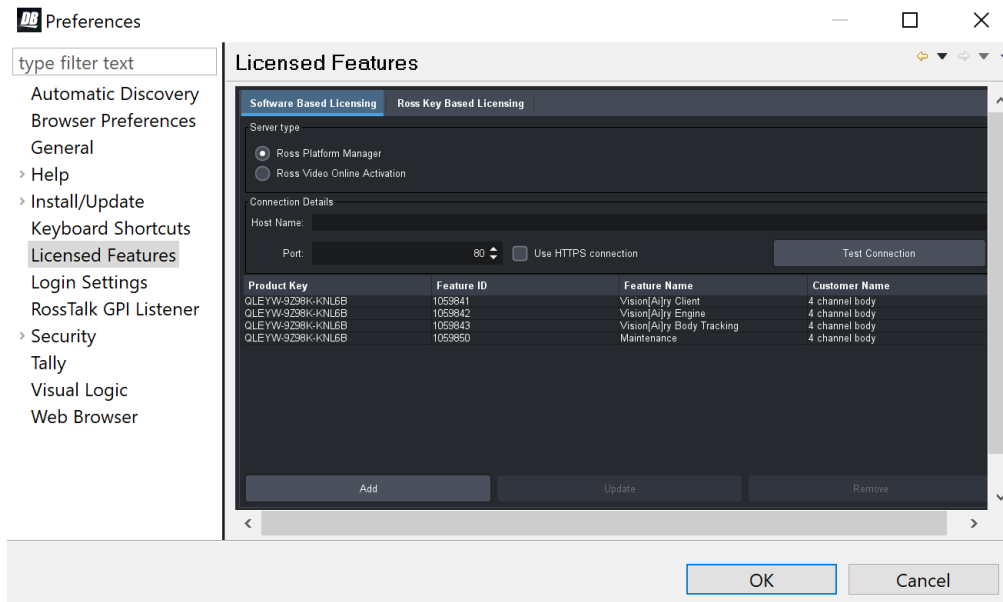 DB Preferences
type filter text
Automatic Discovery
Browser Preferences
General
Help
Install/Update
Keyboard Shortcuts
Licensed Features
Login Settings
RossTalk GPI Listener
Security
Tally
Visual Logic
Web Browser
Licensed Features
Software Based Licensing Ross Key Based Licensing
Server type
Ross Platform Manager
Ross Video Online Activation
Connection Details
Host Name:
Port: 80 Use HTTPS connection Test Connection
Product Key Feature ID Feature Name Customer Name
QLEYW-9Z98K-KNL6B 1059841 Vision[Ai]ry Client 4 channel body
QLEYW-9Z98K-KNL6B 1059842 Vision[Ai]ry Engine 4 channel body
QLEYW-9Z98K-KNL6B 1059843 Vision[Ai]ry Body Tracking 4 channel body
QLEYW-9Z98K-KNL6B 1059850 Maintenance 4 channel body
Add Update Remove
OK Cancel